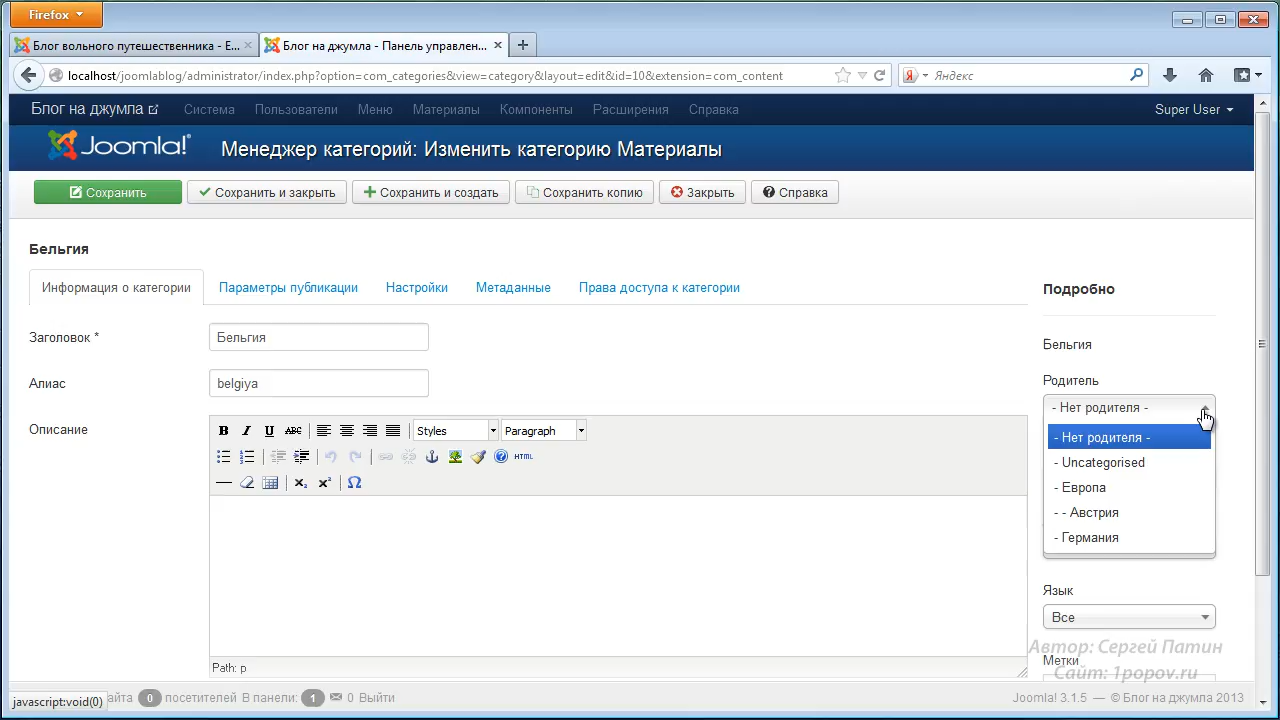 Firefox
Блог вольного путешественника - Е...
Блог на джумла - Панель управлен...
localhost/joomlablog/administrator/index.php?option=com_categories&view=category&layout=edit&id=10&extension=com_content
Яндекс
Блог на джумла Система Пользователи Меню Материалы Компоненты Расширения Справка Super User
Joomla!® Менеджер категорий: Изменить категорию Материалы
Сохранить Сохранить и закрыть Сохранить и создать Сохранить копию Закрыть Справка
Бельгия
Информация о категории Параметры публикации Настройки Метаданные Права доступа к категории
Подробно
Заголовок * Бельгия
Бельгия
Алиас belgiya
Родитель
- Нет родителя -
- Нет родителя -
- Uncategorised
- Европа
- - Австрия
- Германия
Описание
B I U ABC Styles Paragraph
HTML
Path: p
Язык
Все
Метки
Автор: Сергей Патин
Сайт: 1popov.ru
javascript:void(0)
айта 0 посетителей В панели: 1 0 Выйти
Joomla! 3.1.5 — © Блог на джумла 2013